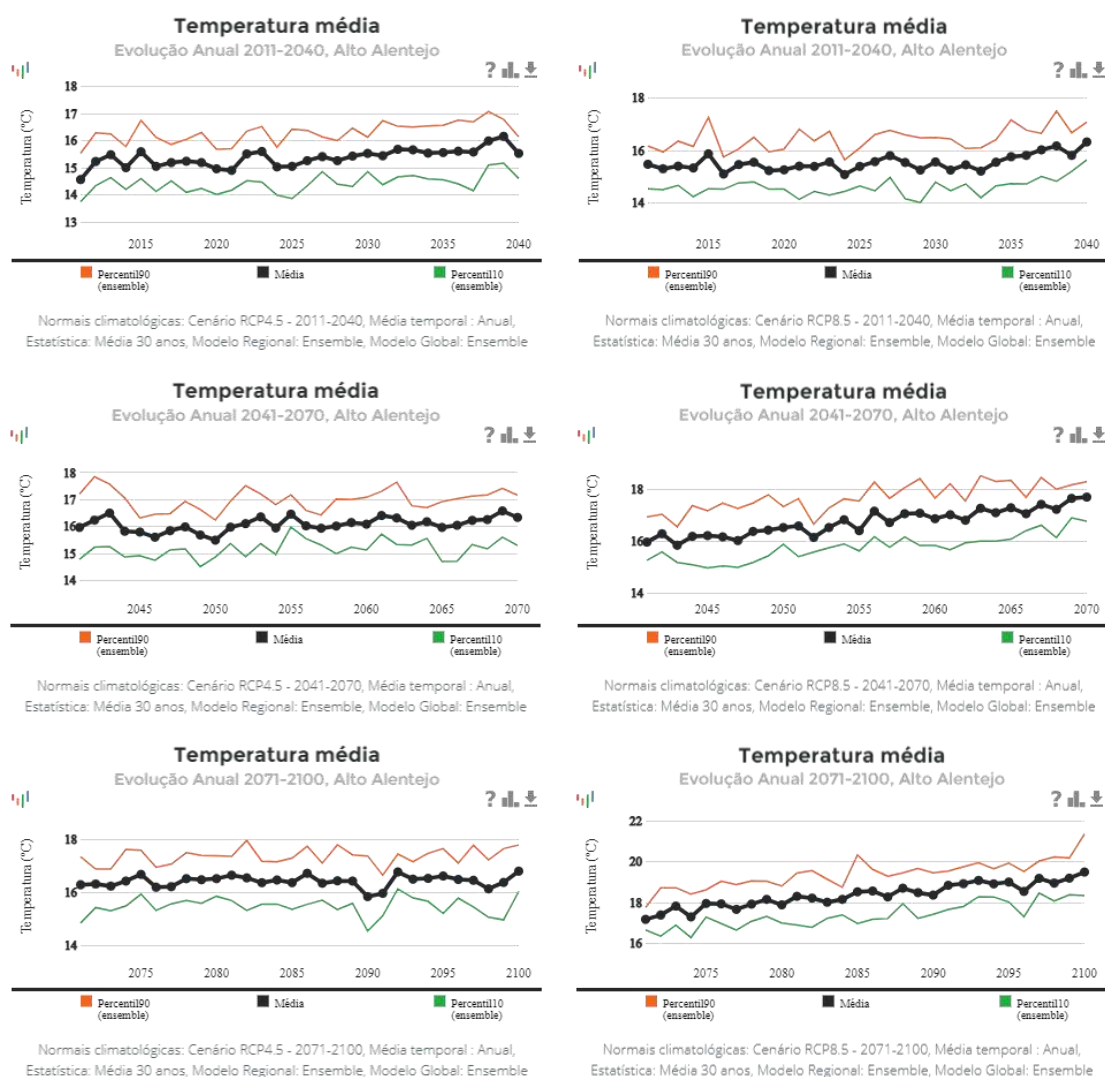 Temperatura média
Evolução Anual 2011-2040, Alto Alentejo
?
Temperatura (°C)
18
17
16
15
14
13
2015
2020
2025
2030
2035
2040
Percentil90
(ensemble)
Média
Percentil10
(ensemble)
Normais climatológicas: Cenário RCP4.5 - 2011-2040, Média temporal : Anual,
Estatística: Média 30 anos, Modelo Regional: Ensemble, Modelo Global: Ensemble
Temperatura média
Evolução Anual 2011-2040, Alto Alentejo
?
Temperatura (°C)
18
16
14
2015
2020
2025
2030
2035
2040
Percentil90
(ensemble)
Média
Percentil10
(ensemble)
Normais climatológicas: Cenário RCP8.5 - 2011-2040, Média temporal : Anual,
Estatística: Média 30 anos, Modelo Regional: Ensemble, Modelo Global: Ensemble
Temperatura média
Evolução Anual 2041-2070, Alto Alentejo
?
Temperatura (°C)
18
17
16
15
14
2045
2050
2055
2060
2065
2070
Percentil90
(ensemble)
Média
Percentil10
(ensemble)
Normais climatológicas: Cenário RCP4.5 - 2041-2070, Média temporal : Anual,
Estatística: Média 30 anos, Modelo Regional: Ensemble, Modelo Global: Ensemble
Temperatura média
Evolução Anual 2041-2070, Alto Alentejo
?
Temperatura (°C)
18
16
14
2045
2050
2055
2060
2065
2070
Percentil90
(ensemble)
Média
Percentil10
(ensemble)
Normais climatológicas: Cenário RCP8.5 - 2041-2070, Média temporal : Anual,
Estatística: Média 30 anos, Modelo Regional: Ensemble, Modelo Global: Ensemble
Temperatura média
Evolução Anual 2071-2100, Alto Alentejo
?
Temperatura (°C)
18
16
14
2075
2080
2085
2090
2095
2100
Percentil90
(ensemble)
Média
Percentil10
(ensemble)
Normais climatológicas: Cenário RCP4.5 - 2071-2100, Média temporal : Anual,
Estatística: Média 30 anos, Modelo Regional: Ensemble, Modelo Global: Ensemble
Temperatura média
Evolução Anual 2071-2100, Alto Alentejo
?
Temperatura (°C)
22
20
18
16
2075
2080
2085
2090
2095
2100
Percentil90
(ensemble)
Média
Percentil10
(ensemble)
Normais climatológicas: Cenário RCP8.5 - 2071-2100, Média temporal : Anual,
Estatística: Média 30 anos, Modelo Regional: Ensemble, Modelo Global: Ensemble